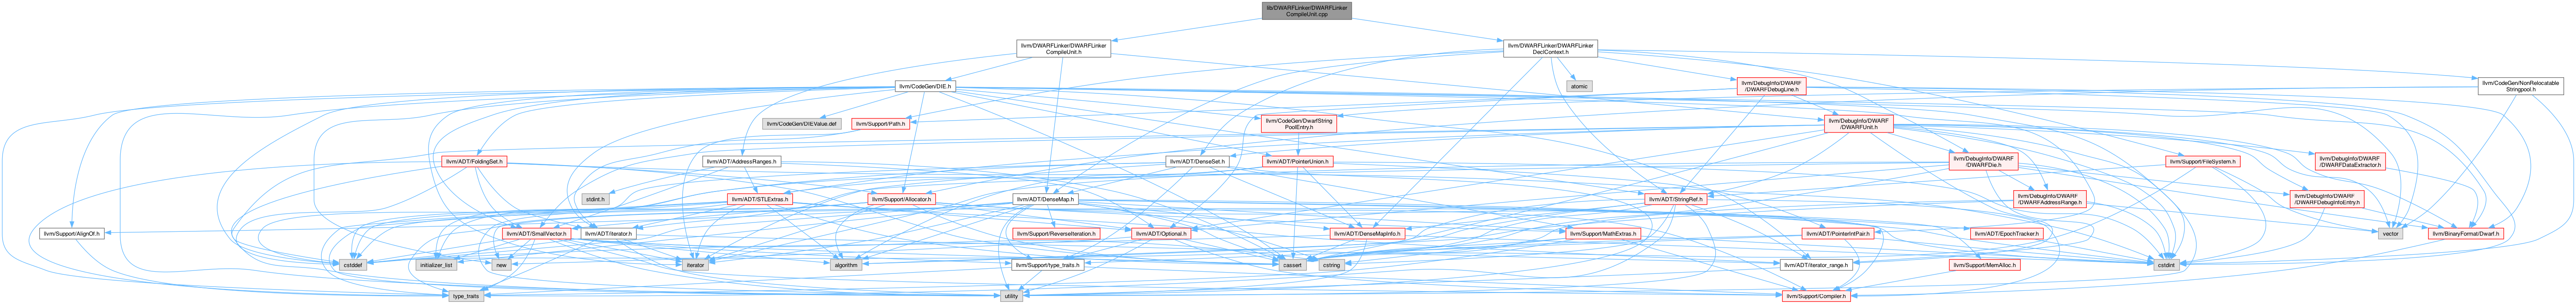 lib/DWARFLinker/DWARFLinker
CompileUnit.cpp
llvm/DWARFLinker/DWARFLinker
CompileUnit.h
llvm/DWARFLinker/DWARFLinker
DeclContext.h
llvm/CodeGen/DIE.h
atomic
llvm/DebugInfo/DWARF
/DWARFDebugLine.h
llvm/CodeGen/NonRelocatable
Stringpool.h
llvm/CodeGen/DIEValue.def
llvm/Support/Path.h
llvm/CodeGen/DwarfString
PoolEntry.h
llvm/DebugInfo/DWARF
/DWARFUnit.h
llvm/ADT/FoldingSet.h
llvm/ADT/AddressRanges.h
llvm/ADT/DenseSet.h
llvm/ADT/PointerUnion.h
llvm/DebugInfo/DWARF
/DWARFDie.h
llvm/Support/FileSystem.h
llvm/DebugInfo/DWARF
/DWARFDataExtractor.h
stdint.h
llvm/ADT/STLExtras.h
llvm/Support/Allocator.h
llvm/ADT/DenseMap.h
llvm/ADT/StringRef.h
llvm/DebugInfo/DWARF
/DWARFAddressRange.h
llvm/DebugInfo/DWARF
/DWARFDebugInfoEntry.h
llvm/Support/AlignOf.h
llvm/ADT/SmallVector.h
llvm/ADT/iterator.h
llvm/Support/ReverseIteration.h
llvm/ADT/Optional.h
llvm/ADT/DenseMapInfo.h
llvm/Support/MathExtras.h
llvm/ADT/PointerIntPair.h
llvm/ADT/EpochTracker.h
vector
llvm/BinaryFormat/Dwarf.h
cstddef
initializer_list
new
iterator
algorithm
llvm/Support/type_traits.h
cassert
cstring
llvm/ADT/iterator_range.h
llvm/Support/MemAlloc.h
cstdint
type_traits
utility
llvm/Support/Compiler.h